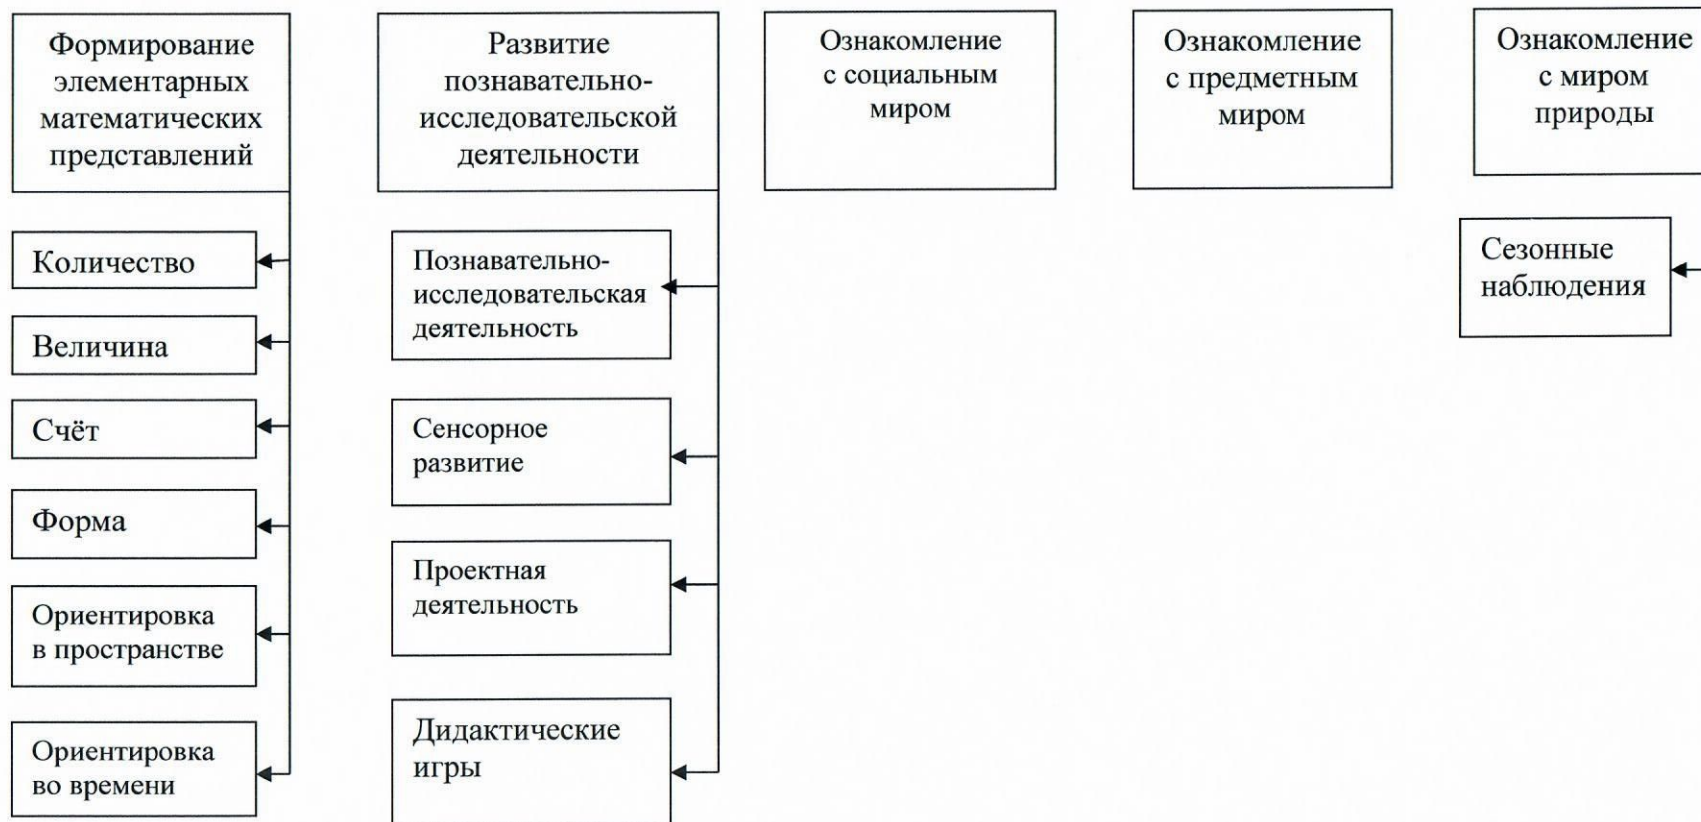 Формирование
элементарных
математических
представлений
Количество
Величина
Счёт
Форма
Ориентировка
в пространстве
Ориентировка
во времени
Развитие
познавательно-
исследовательской
деятельности
Познавательно-
исследовательская
деятельность
Сенсорное
развитие
Проектная
деятельность
Дидактические
игры
Ознакомление
с социальным
миром
Ознакомление
с предметным
миром
Ознакомление
с миром
природы
Сезонные
наблюдения